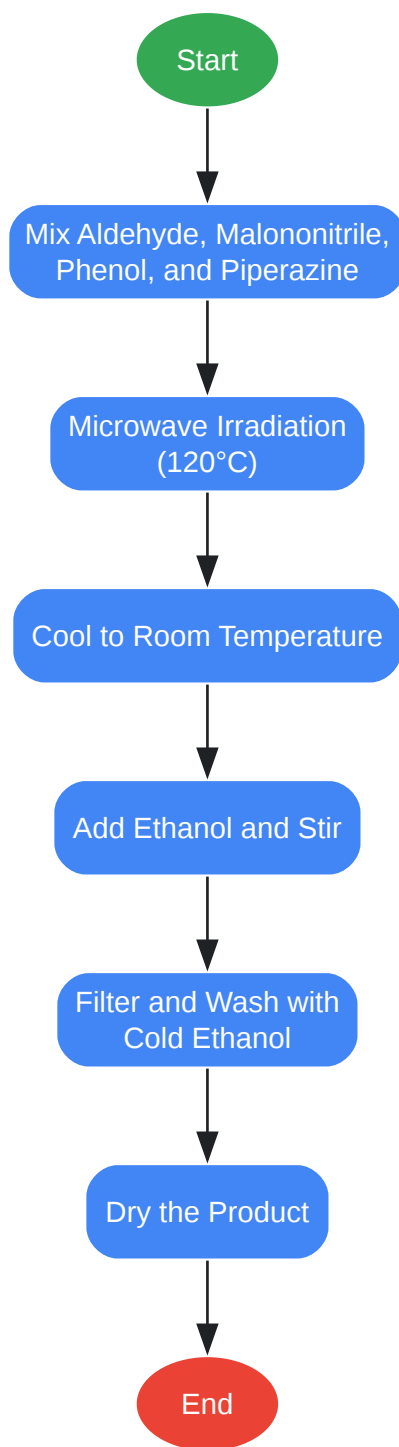 Start
Mix Aldehyde, Malononitrile,
Phenol, and Piperazine
Microwave Irradiation
(120°C)
Cool to Room Temperature
Add Ethanol and Stir
Filter and Wash with
Cold Ethanol
Dry the Product
End